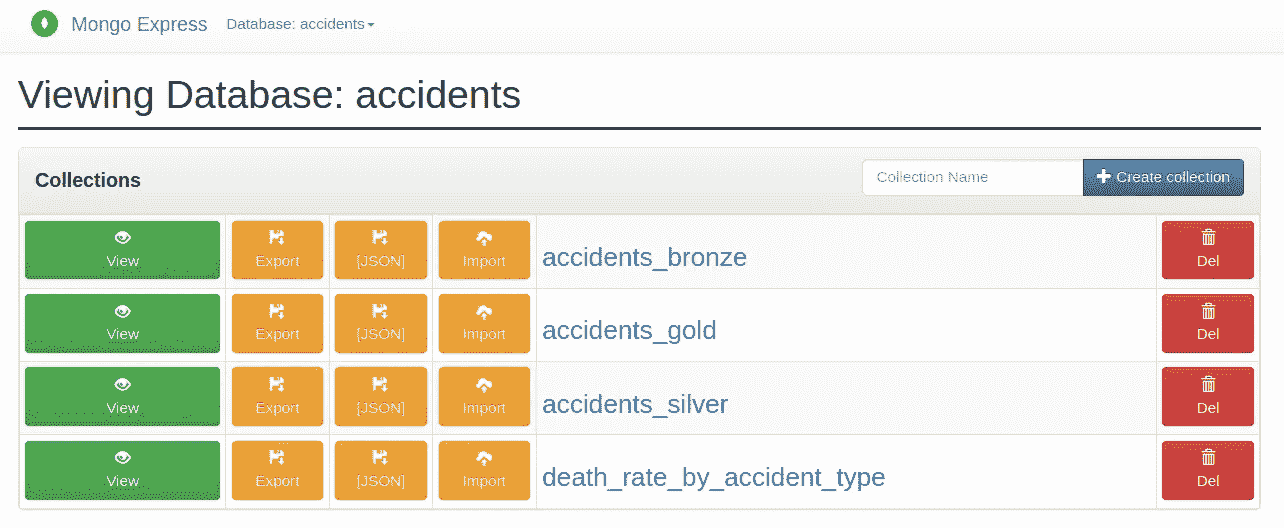 Mongo Express Database: accidents
Viewing Database: accidents
Collections Collection Name Create collection
View Export [JSON] Import accidents_bronze Del
View Export [JSON] Import accidents_gold Del
View Export [JSON] Import accidents_silver Del
View Export [JSON] Import death_rate_by_accident_type Del